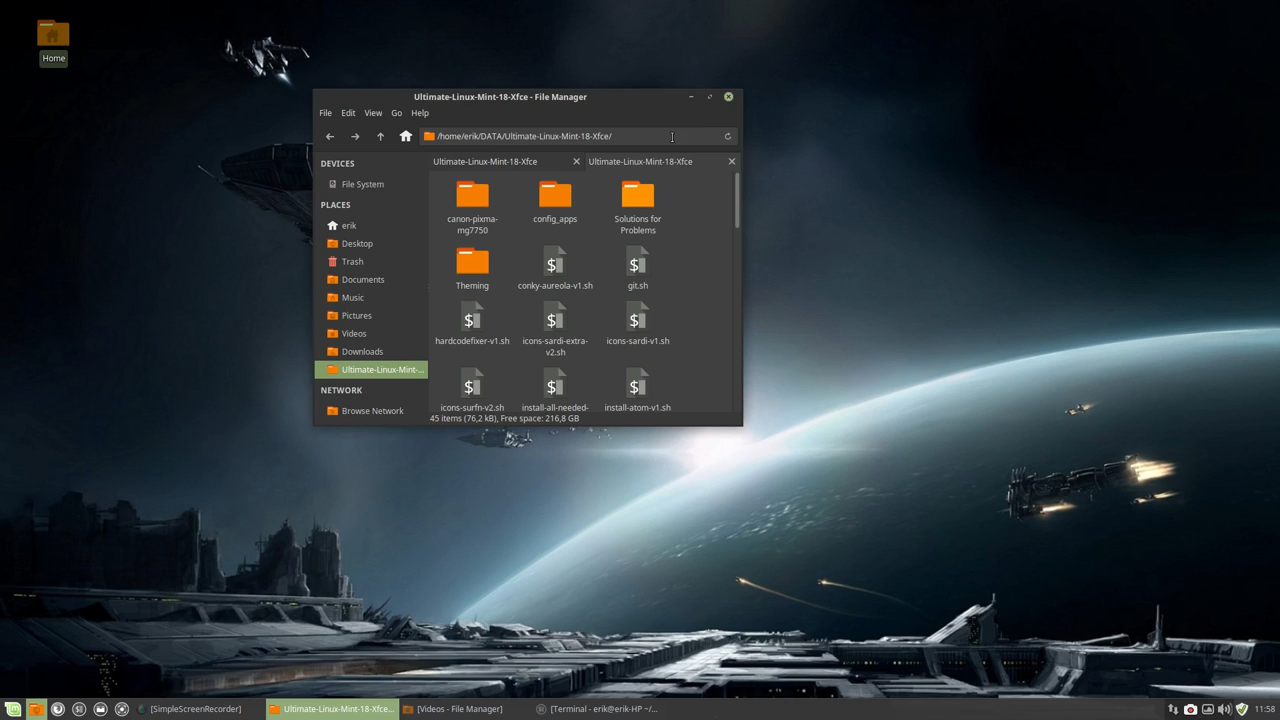 Home
Ultimate-Linux-Mint-18-Xfce - File Manager
File Edit View Go Help
/home/erik/DATA/Ultimate-Linux-Mint-18-Xfce/
Ultimate-Linux-Mint-18-Xfce
Ultimate-Linux-Mint-18-Xfce
DEVICES
File System
PLACES
erik
Desktop
Trash
Documents
Music
Pictures
Videos
Downloads
Ultimate-Linux-Mint-...
NETWORK
Browse Network
canon-pixma-
mg7750
config_apps
Solutions for
Problems
Theming
conky-aureola-v1.sh
git.sh
hardcodefixer-v1.sh
icons-sardi-extra-
v2.sh
icons-sardi-v1.sh
icons-surfn-v2.sh
install-all-needed-
install-atom-v1.sh
45 items (76,2 kB), Free space: 216,8 GB
[SimpleScreenRecorder]
Ultimate-Linux-Mint-18-Xfce...
[Videos - File Manager]
[Terminal - erik@erik-HP ~/...
11:58